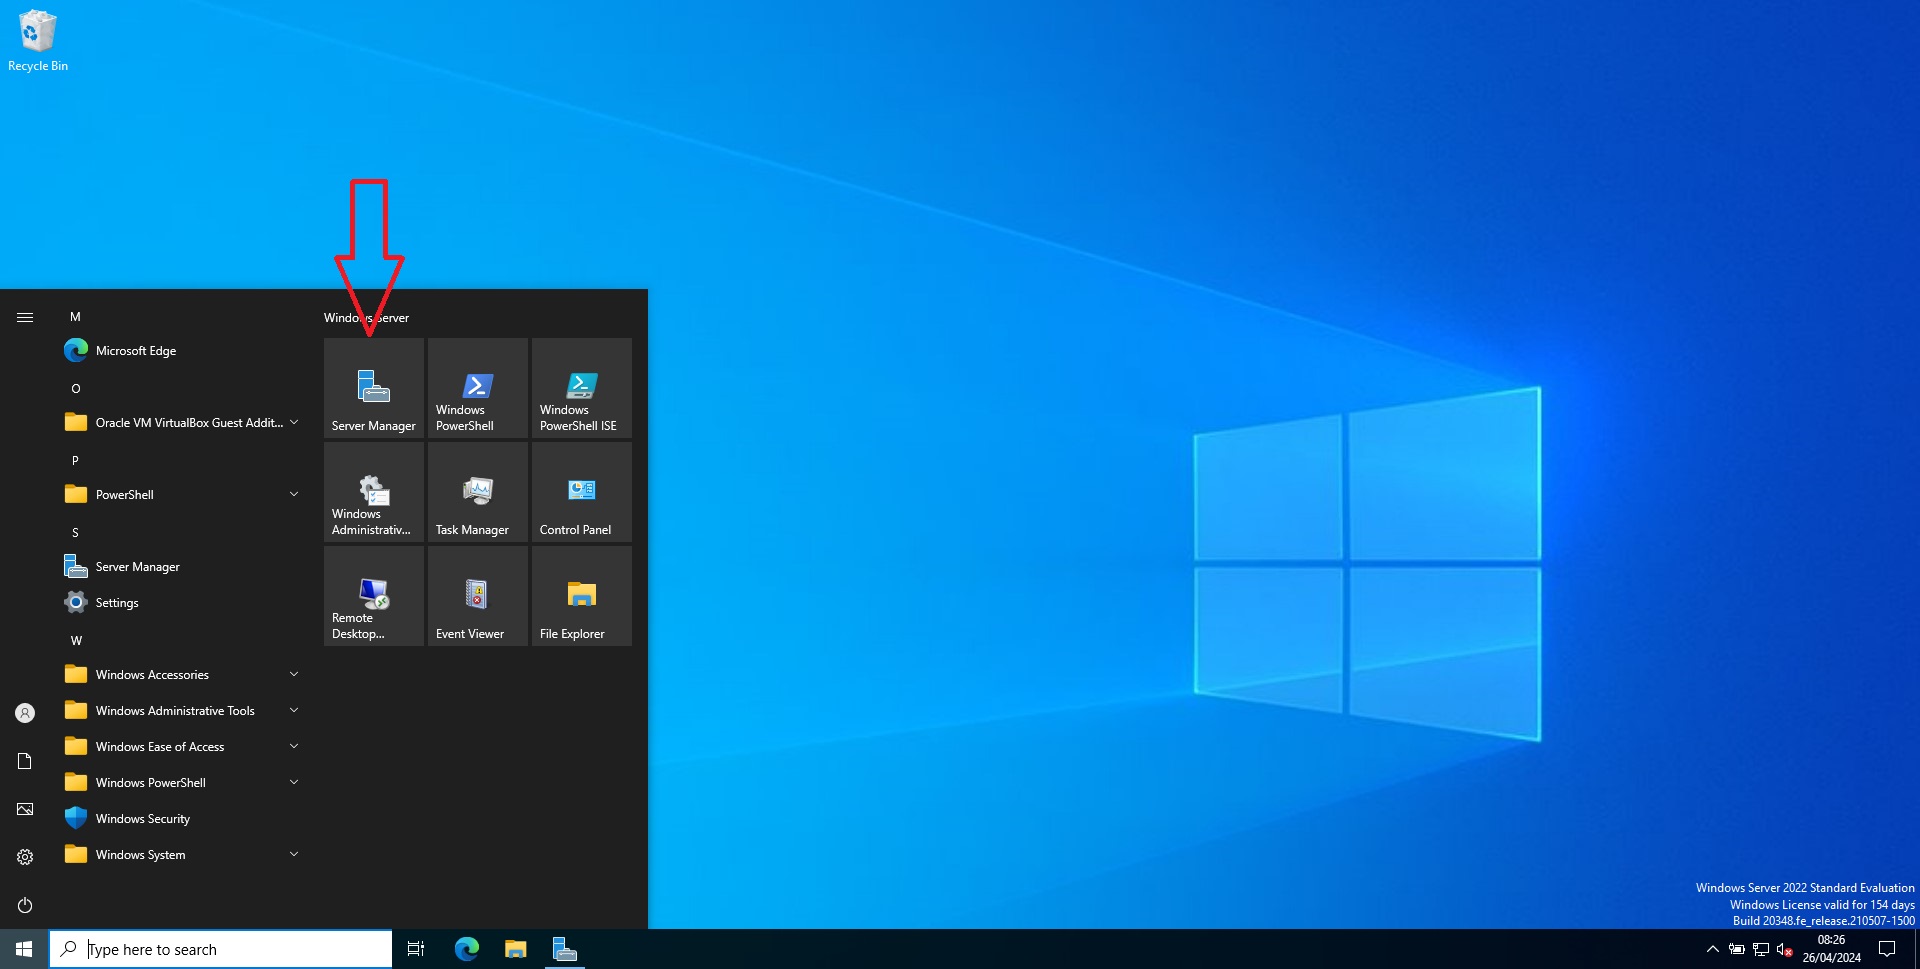 Recycle Bin
M
Microsoft Edge
O
Oracle VM VirtualBox Guest Addit...
P
PowerShell
S
Server Manager
Settings
W
Windows Accessories
Windows Administrative Tools
Windows Ease of Access
Windows PowerShell
Windows Security
Windows System
Windows Server
Server Manager
Windows
PowerShell
Windows
PowerShell ISE
Windows
Administrativ...
Task Manager
Control Panel
Remote
Desktop...
Event Viewer
File Explorer
Windows Server 2022 Standard Evaluation
Windows License valid for 154 days
Build 20348.fe_release.210507-1500
Type here to search
08:26
26/04/2024